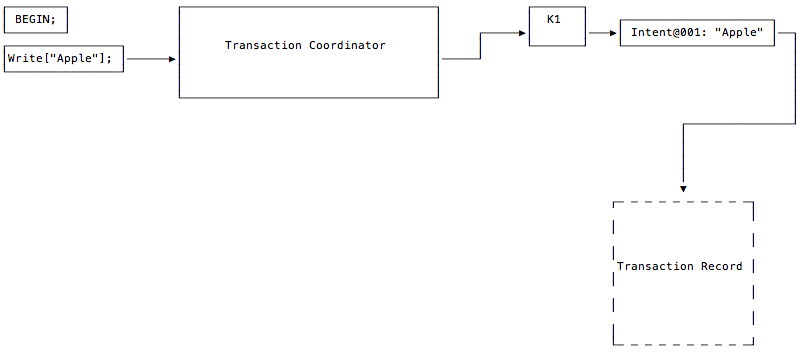 BEGIN;
Write["Apple"];
Transaction Coordinator
K1
Intent@001: "Apple"
Transaction Record